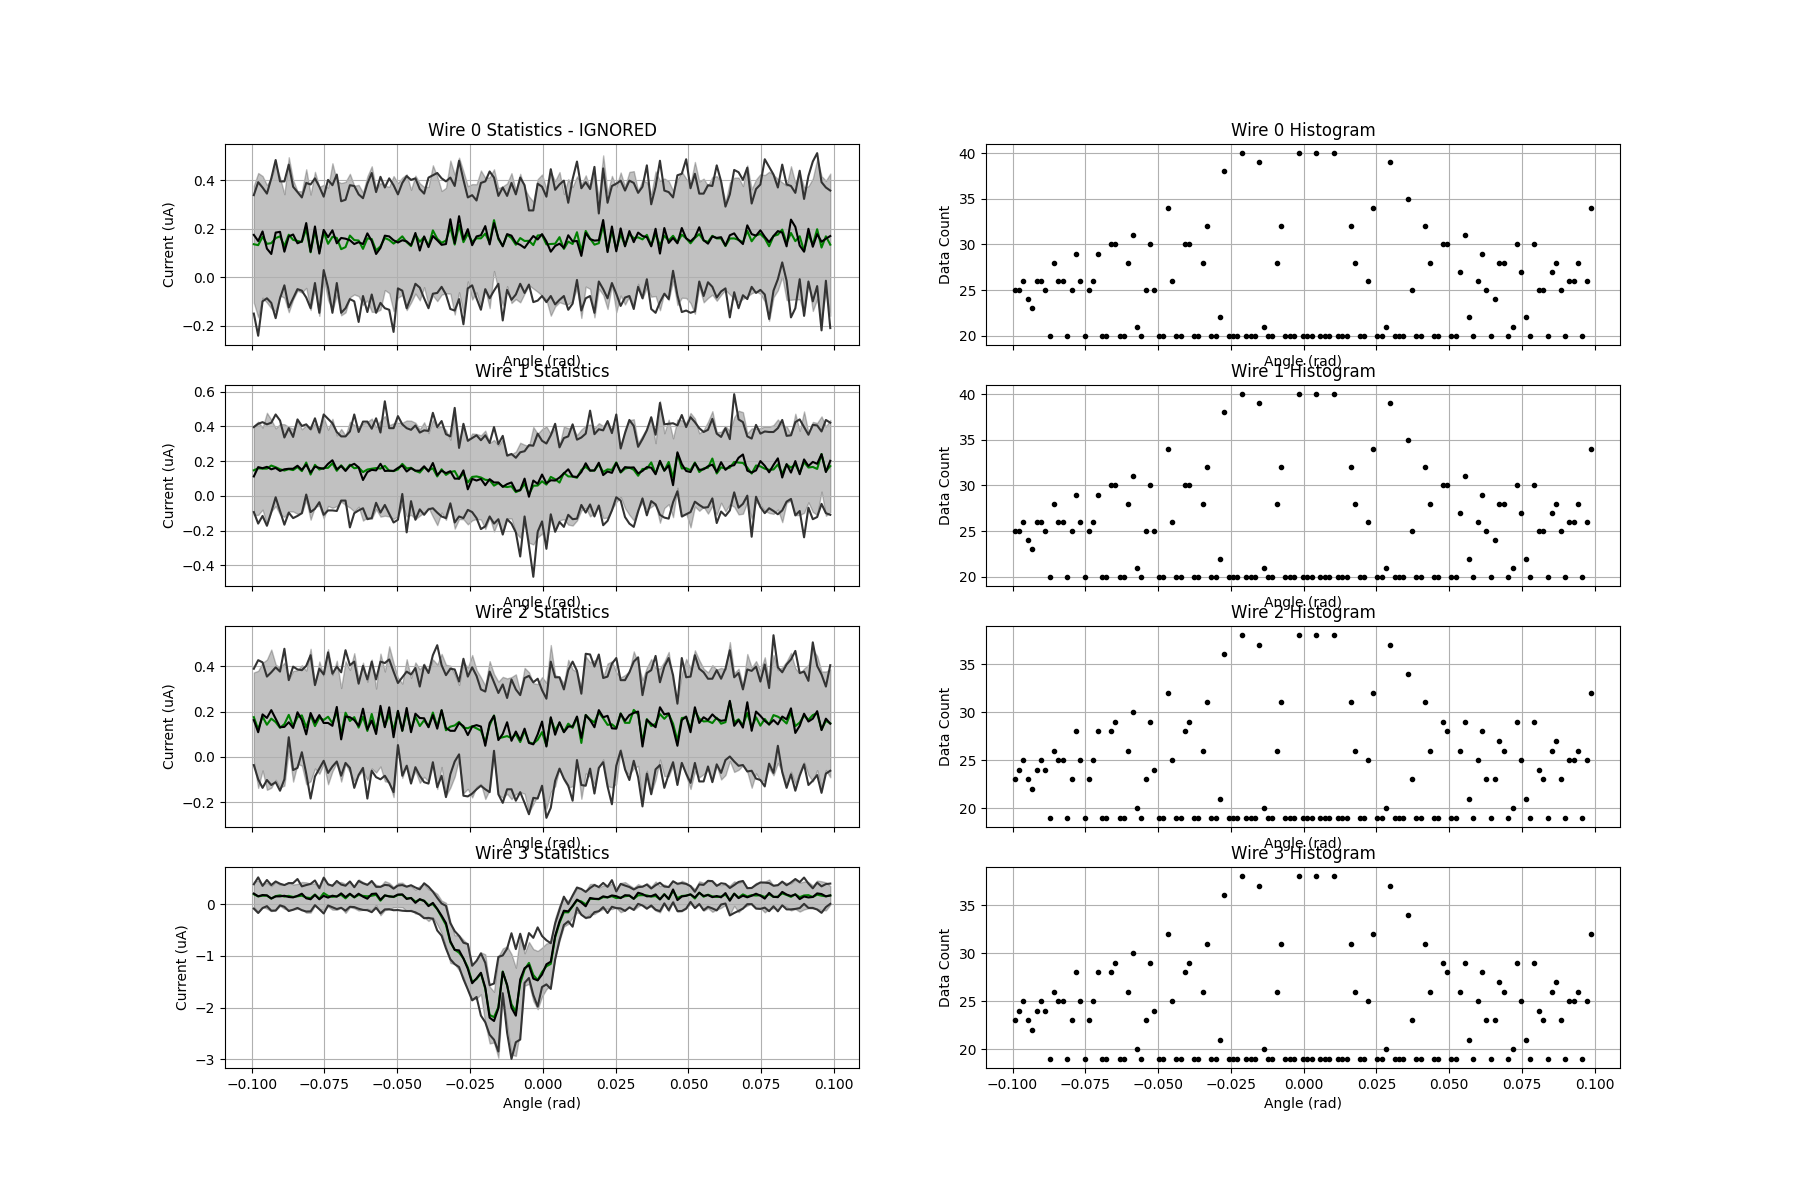 Wire 0 Statistics - IGNORED
Current (uA)
0.4
0.2
0.0
−0.2
Angle (rad)
Wire 0 Histogram
Data Count
40
35
30
25
20
Angle (rad)
Wire 1 Statistics
Current (uA)
0.6
0.4
0.2
0.0
−0.2
−0.4
Angle (rad)
Wire 1 Histogram
Data Count
40
35
30
25
20
Angle (rad)
Wire 2 Statistics
Current (uA)
0.4
0.2
0.0
−0.2
Angle (rad)
Wire 2 Histogram
Data Count
35
30
25
20
Angle (rad)
Wire 3 Statistics
Current (uA)
0
−1
−2
−3
−0.100 −0.075 −0.050 −0.025 0.000 0.025 0.050 0.075 0.100
Angle (rad)
Wire 3 Histogram
Data Count
35
30
25
20
−0.100 −0.075 −0.050 −0.025 0.000 0.025 0.050 0.075 0.100
Angle (rad)